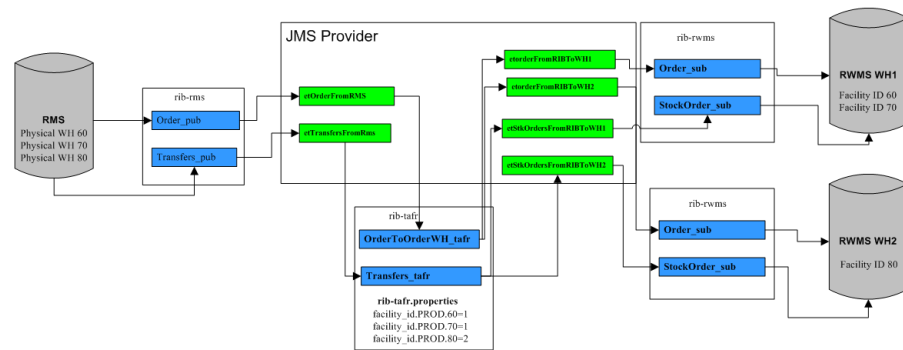 JMS Provider
rib-rms
RMS
Physical WH 60
Physical WH 70
Physical WH 80
Order_pub
Transfers_pub
etOrderFromRMS
etTransfersFromRms
etorderFromRIBToWH1
etorderFromRIBToWH2
etStkOrdersFromRIBToWH1
etStkOrdersFromRIBToWH2
rib-rwms
Order_sub
StockOrder_sub
RWMS WH1
Facility ID 60
Facility ID 70
rib-tafr
OrderToOrderWH_tafr
Transfers_tafr
rib-tafr.properties
facility_id.PROD.60=1
facility_id.PROD.70=1
facility_id.PROD.80=2
rib-rwms
Order_sub
StockOrder_sub
RWMS WH2
Facility ID 80